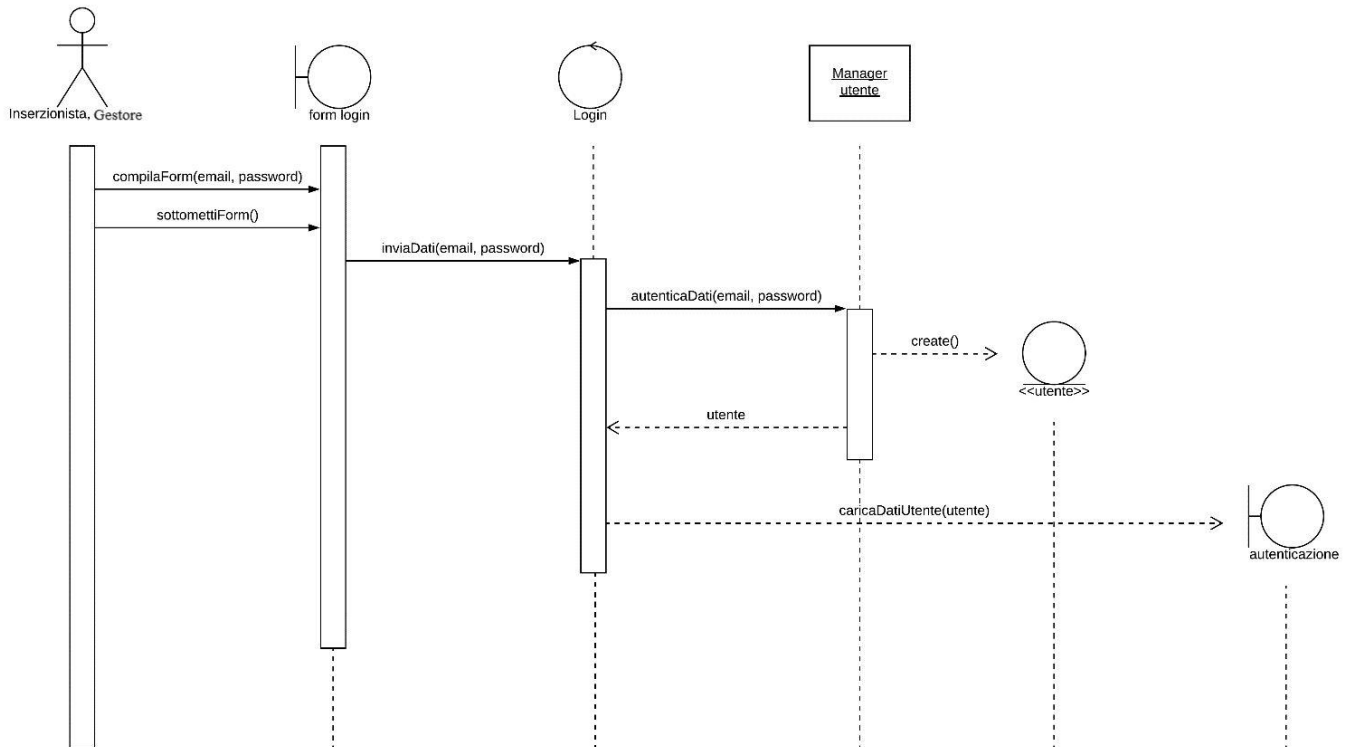 Manager
utente
Inserzionista, Gestore
form login
Login
compilaForm(email, password)
sottomettiForm()
inviaDati(email, password)
autenticaDati(email, password)
create()
<<utente>>
utente
caricaDatiUtente(utente)
autenticazione